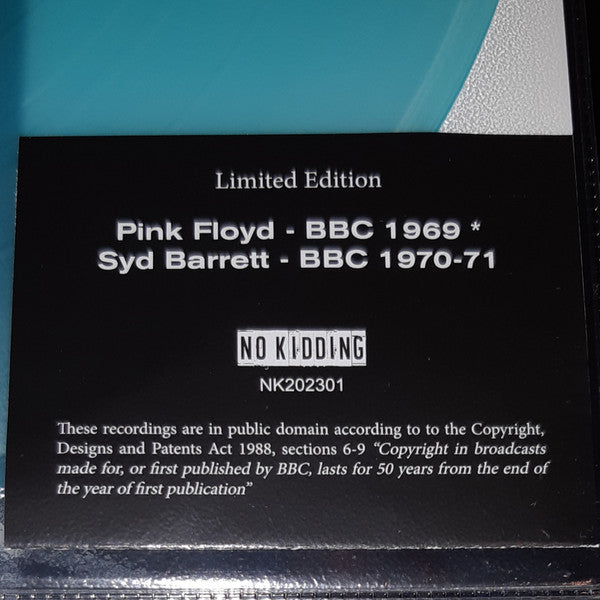 Limited Edition
Pink Floyd - BBC 1969 *
Syd Barrett - BBC 1970-71
NO KIDDING
NK202301
These recordings are in public domain according to to the Copyright,
Designs and Patents Act 1988, sections 6-9 “Copyright in broadcasts
made for, or first published by BBC, lasts for 50 years from the end of
the year of first publication”